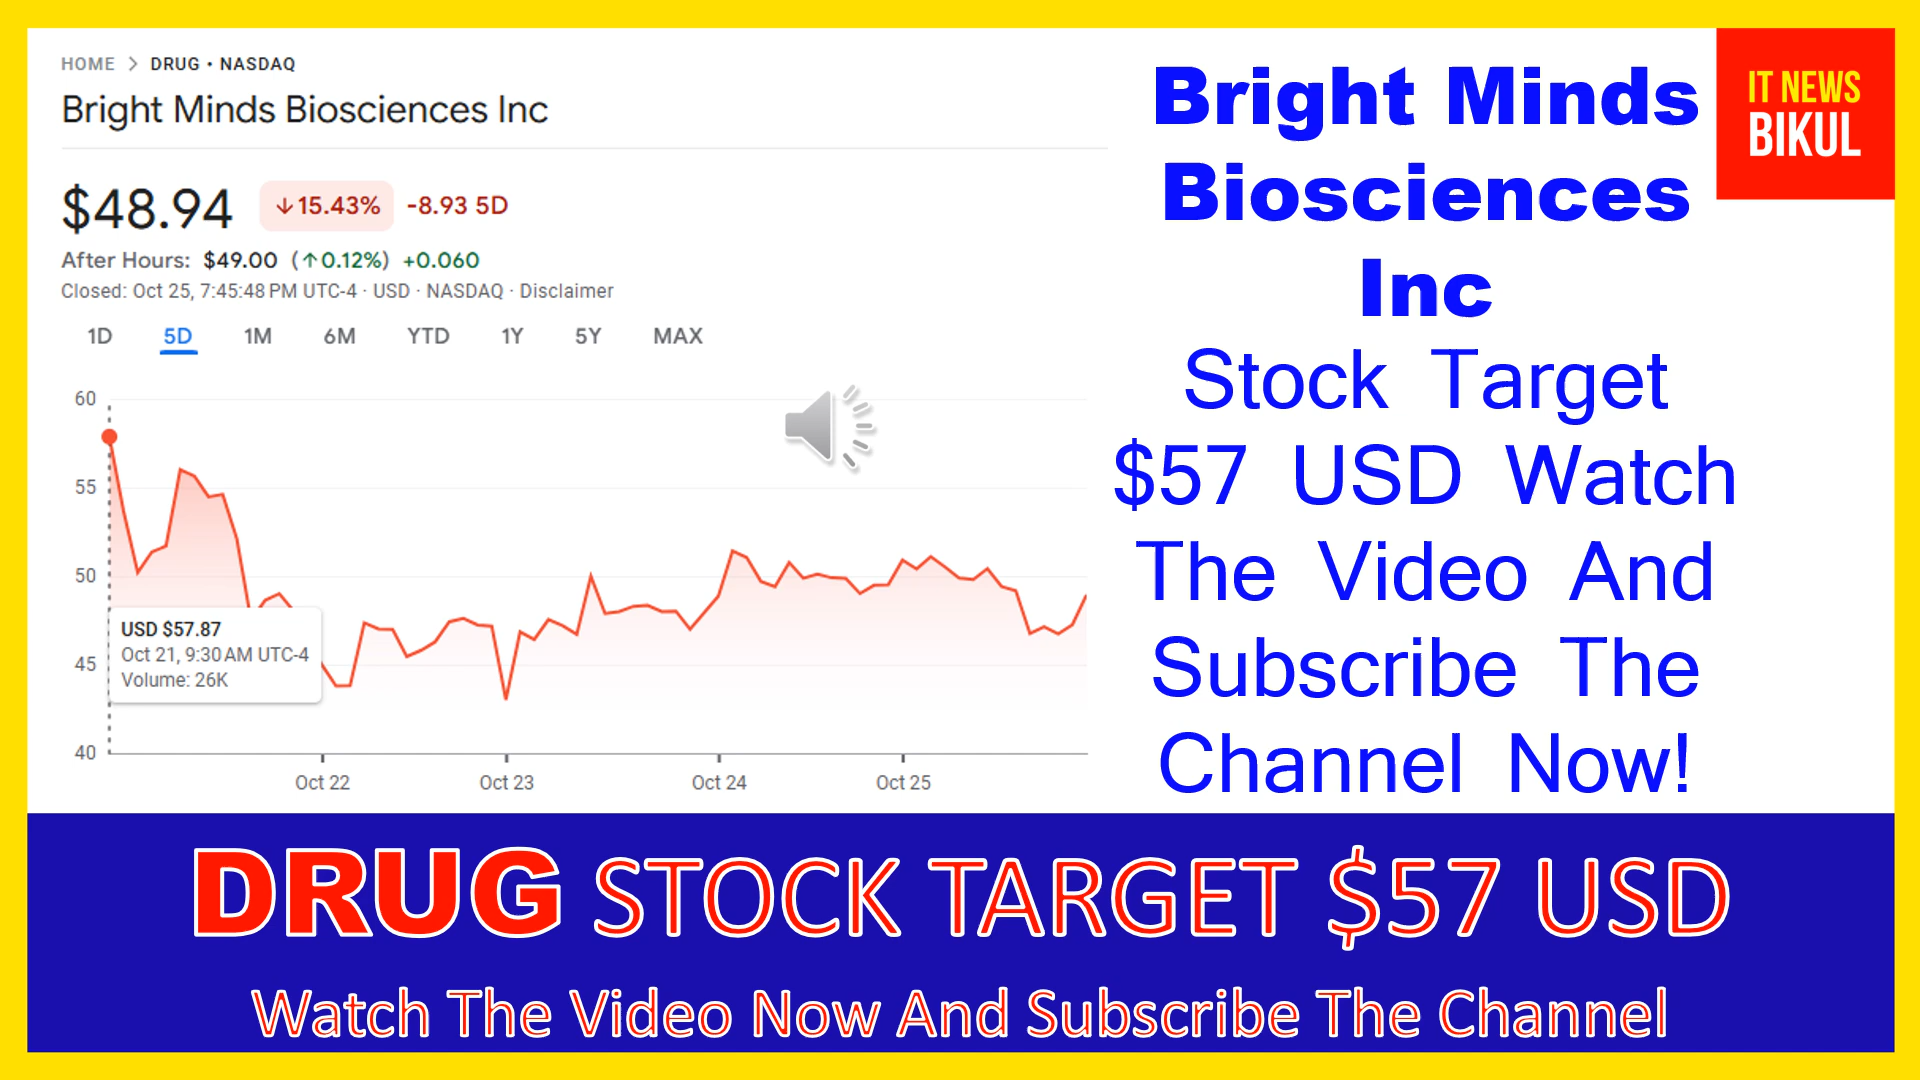 HOME > DRUG • NASDAQ
Bright Minds Biosciences Inc
$48.94 ↓15.43% -8.93 5D
After Hours: $49.00 (↑0.12%) +0.060
Closed: Oct 25, 7:45:48 PM UTC-4 · USD · NASDAQ · Disclaimer
1D 5D 1M 6M YTD 1Y 5Y MAX
60
55
50
45
40
USD $57.87
Oct 21, 9:30 AM UTC-4
Volume: 26K
Oct 22 Oct 23 Oct 24 Oct 25
Bright Minds
Biosciences
Inc
Stock Target
$57 USD Watch
The Video And
Subscribe The
Channel Now!
IT NEWS
BIKUL
DRUG STOCK TARGET $57 USD
Watch The Video Now And Subscribe The Channel